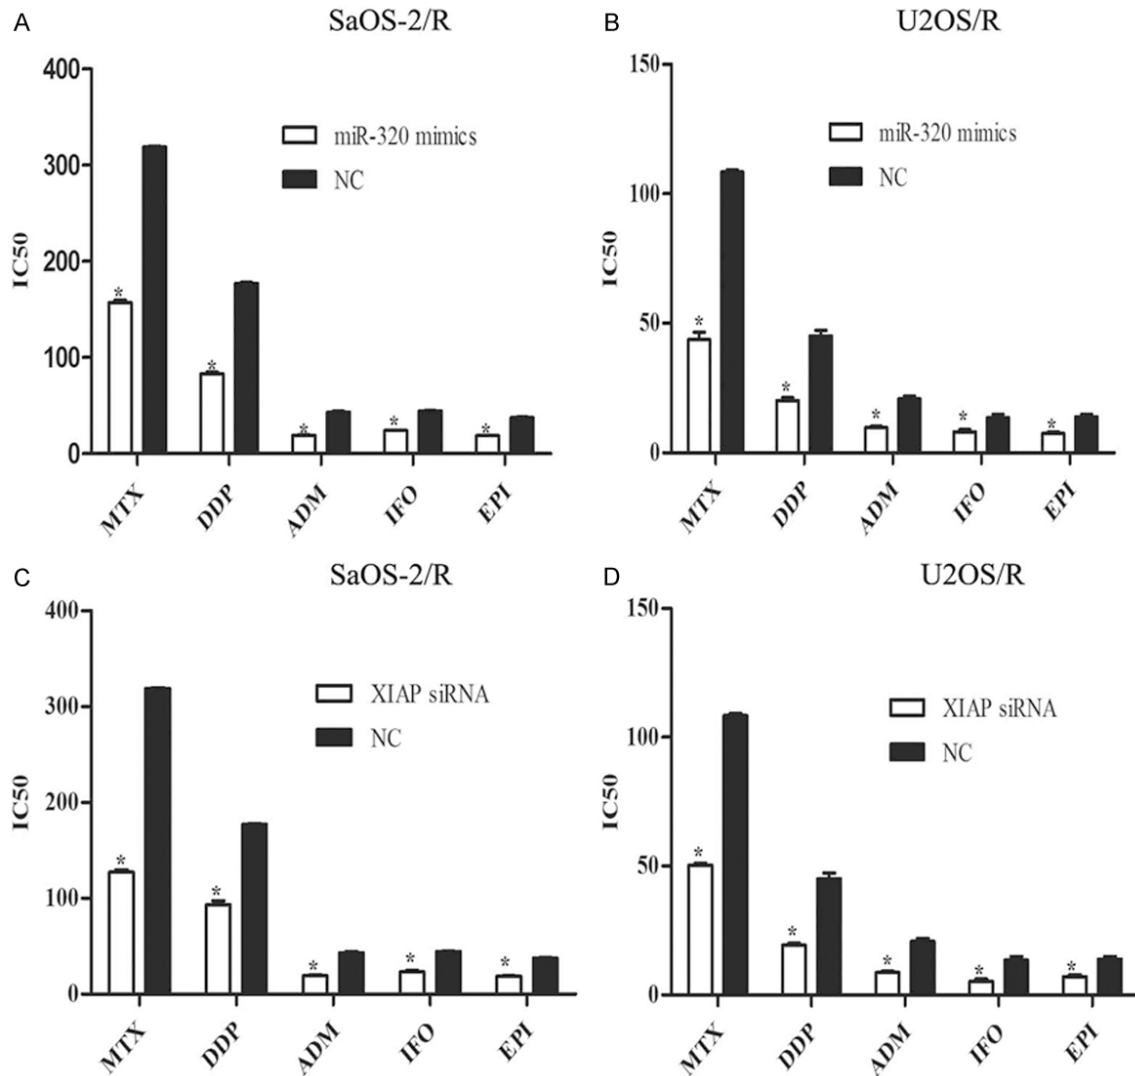 A
SaOS-2/R
400
300
200
100
0
IC50
miR-320 mimics
NC
*
*
*
*
*
MTX
DDP
ADM
IFO
EPI
B
U2OS/R
150
100
50
0
IC50
miR-320 mimics
NC
*
*
*
*
*
MTX
DDP
ADM
IFO
EPI
C
SaOS-2/R
400
300
200
100
0
IC50
XIAP siRNA
NC
*
*
*
*
*
MTX
DDP
ADM
IFO
EPI
D
U2OS/R
150
100
50
0
IC50
XIAP siRNA
NC
*
*
*
*
*
MTX
DDP
ADM
IFO
EPI